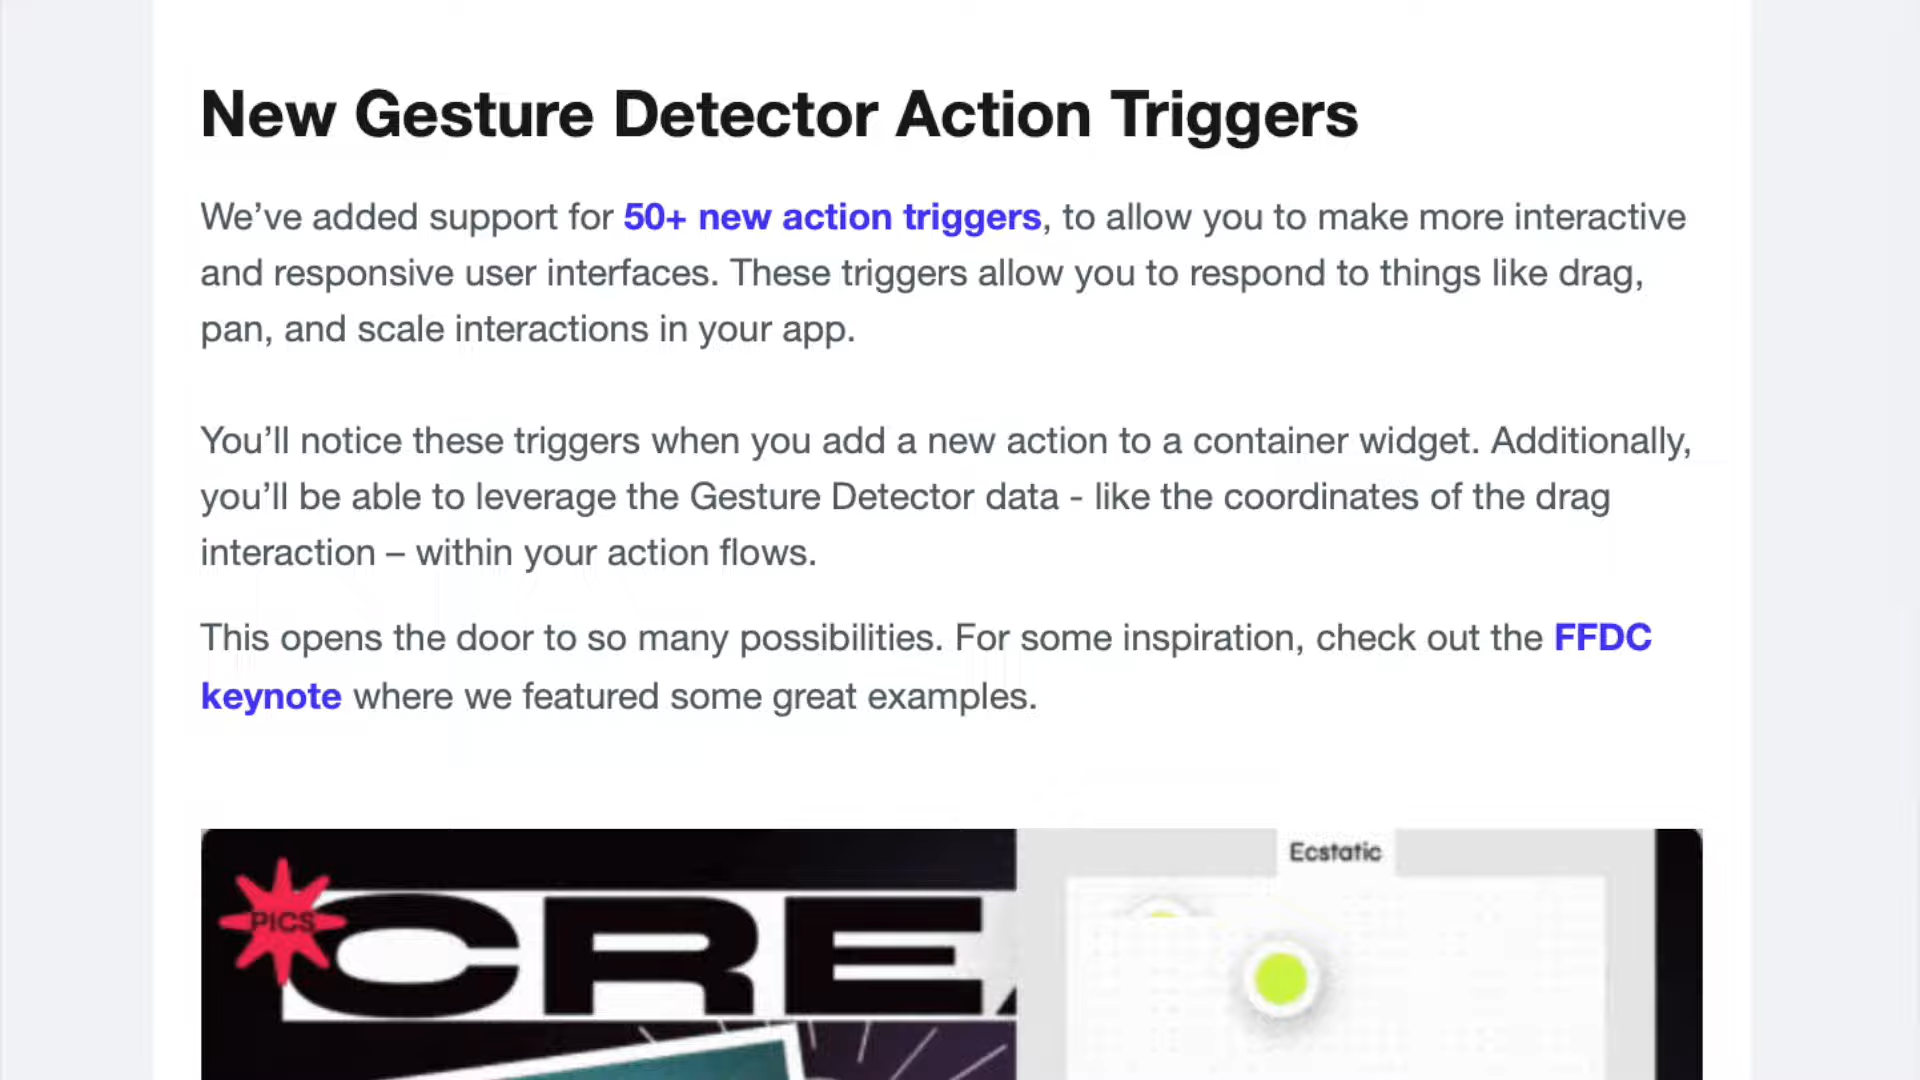 New Gesture Detector Action Triggers
We’ve added support for 50+ new action triggers, to allow you to make more interactive
and responsive user interfaces. These triggers allow you to respond to things like drag,
pan, and scale interactions in your app.
You’ll notice these triggers when you add a new action to a container widget. Additionally,
you’ll be able to leverage the Gesture Detector data - like the coordinates of the drag
interaction – within your action flows.
This opens the door to so many possibilities. For some inspiration, check out the FFDC
keynote where we featured some great examples.
Ecstatic
PICS
CRE